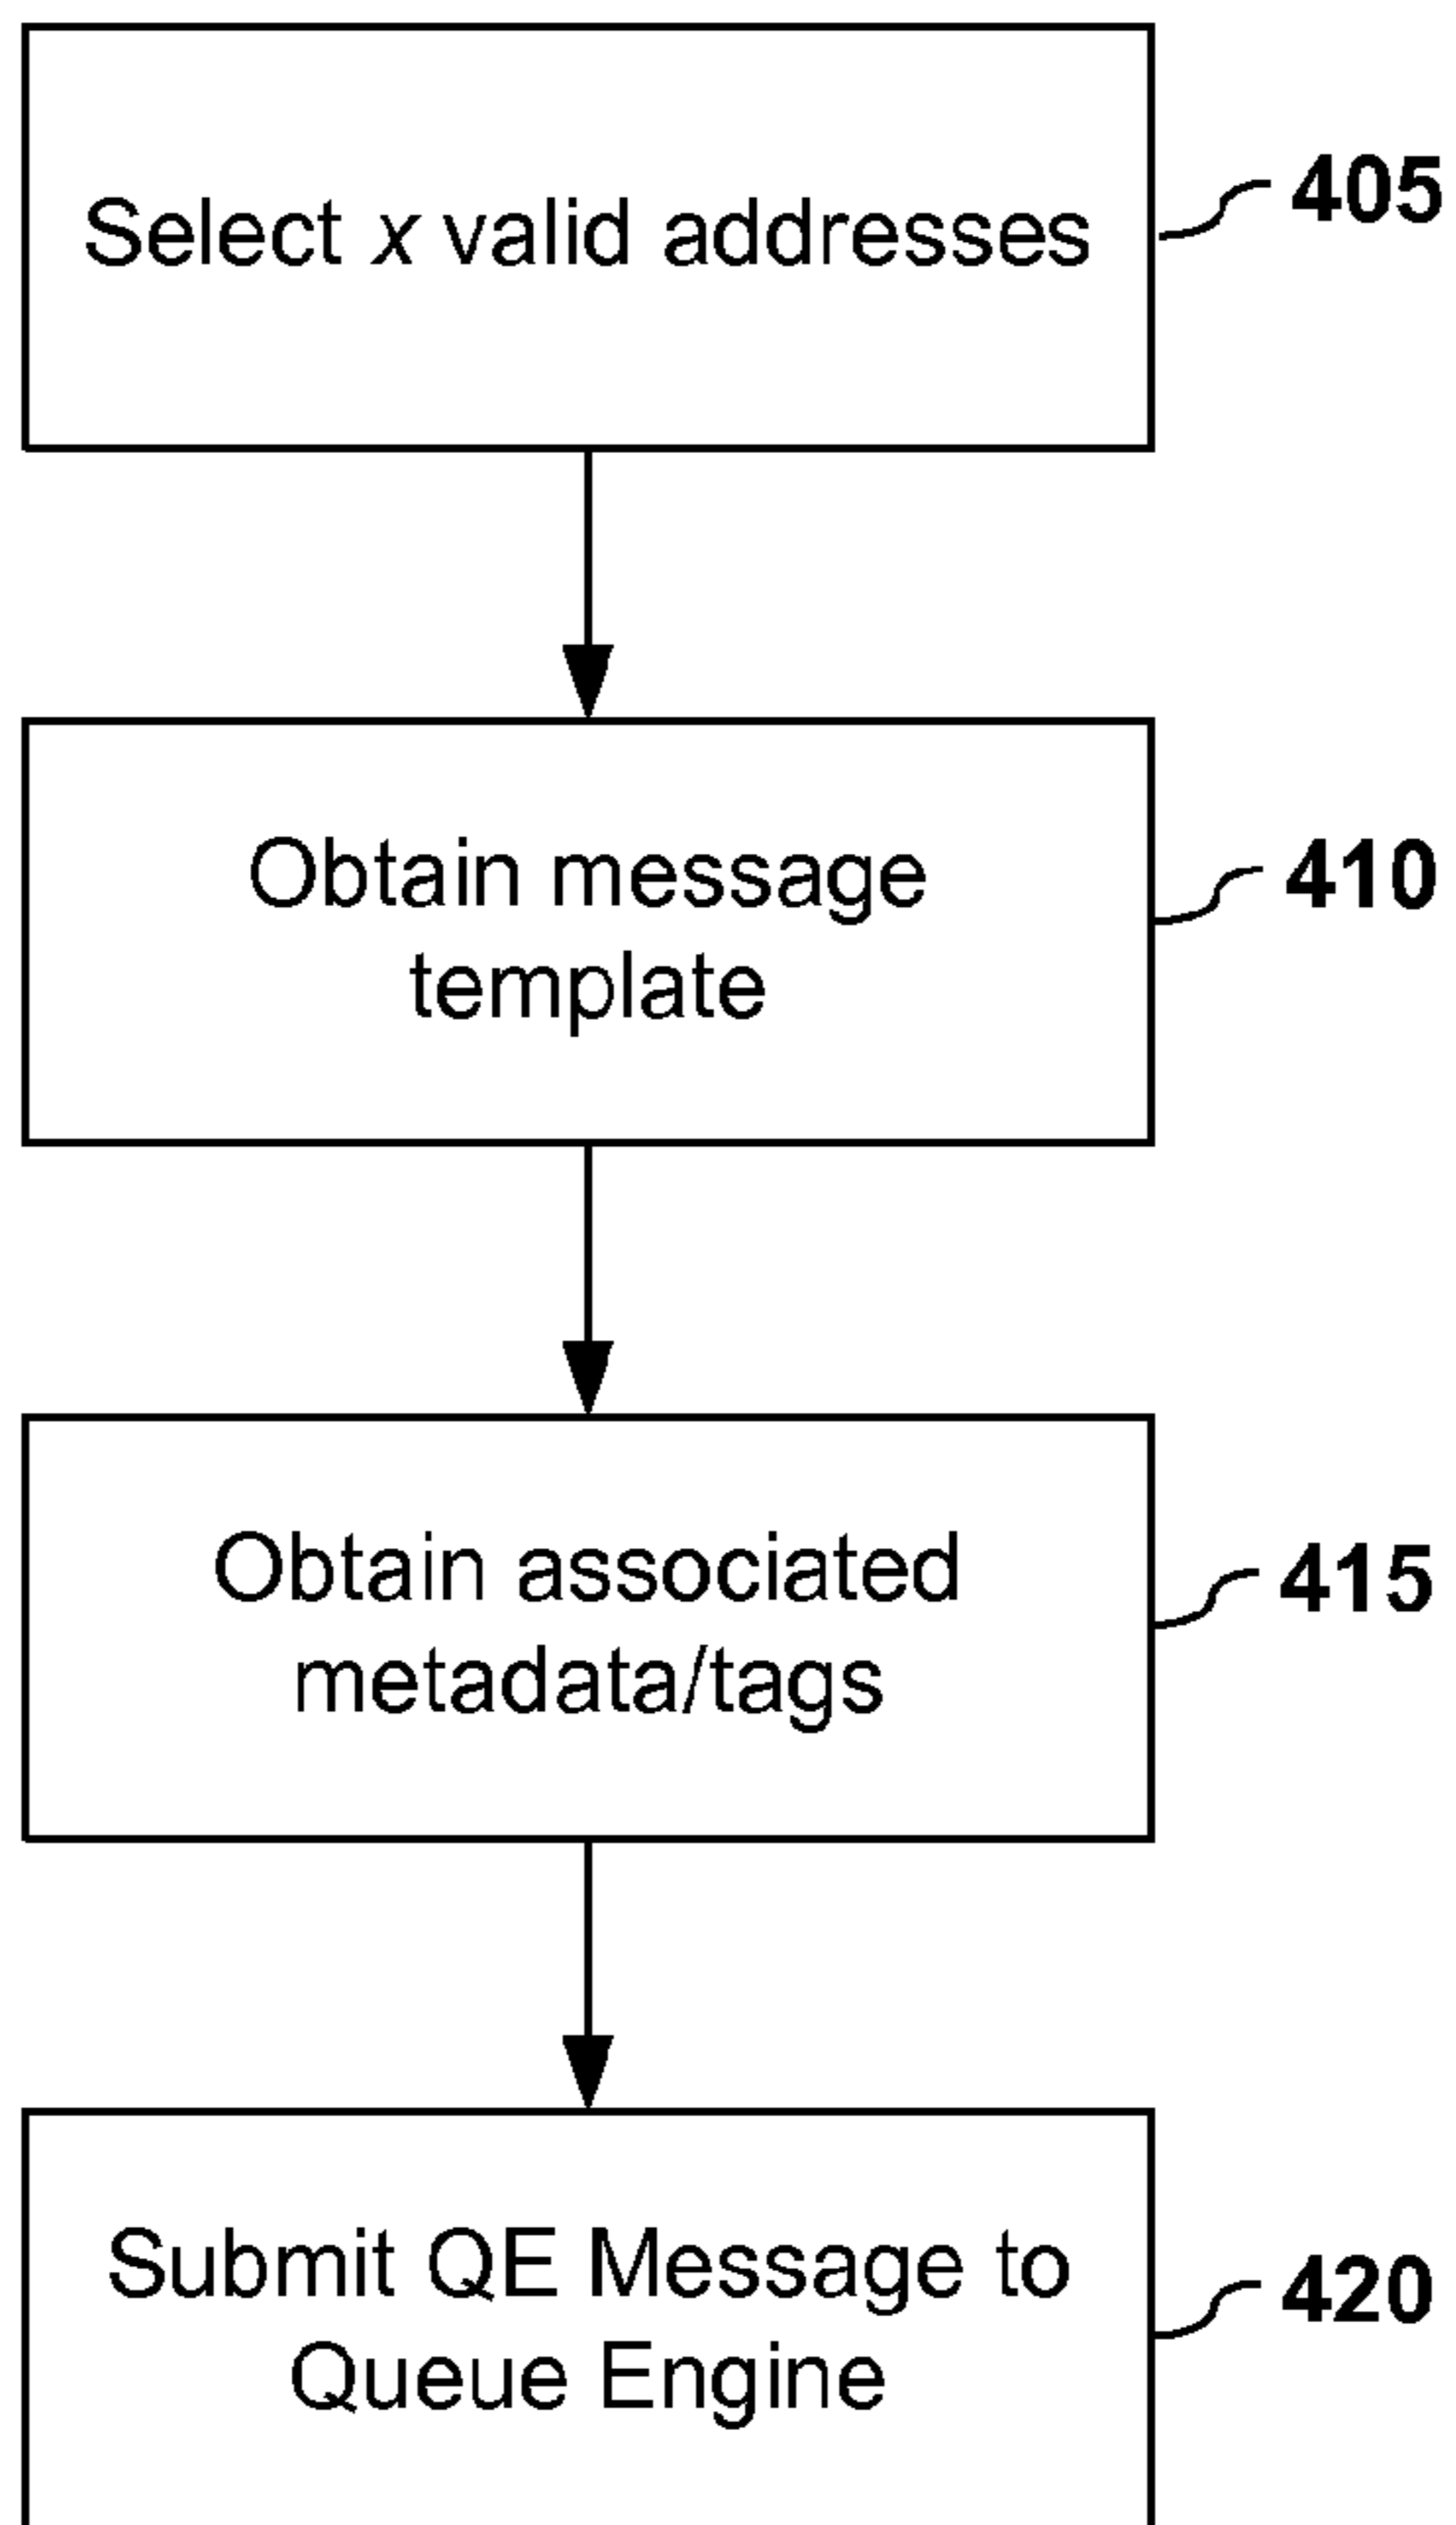 Select x valid addresses
405
Obtain message
template
410
Obtain associated
metadata/tags
415
Submit QE Message to
Queue Engine
420